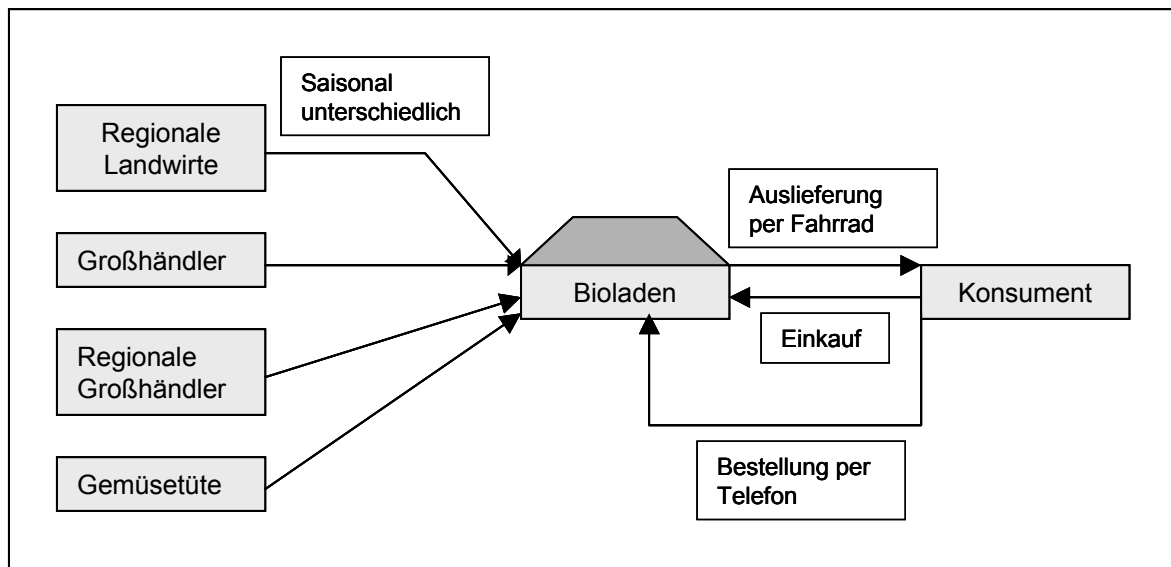 Saisonal
unterschiedlich
Regionale
Landwirte
Großhändler
Regionale
Großhändler
Gemüsetüte
Bioladen
Auslieferung
per Fahrrad
Konsument
Einkauf
Bestellung per
Telefon